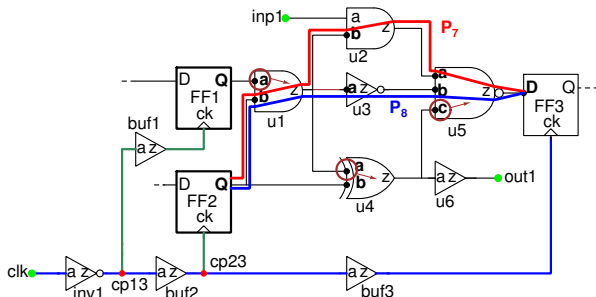 inp1
a
b
z
u2
P7
D
Q
FF1
ck
a
b
z
u1
a
z
u3
P8
a
b
c
z
u5
D
Q
FF3
ck
buf1
a z
D
Q
FF2
ck
a
b
z
u4
a z
u6
out1
clk
a z
inv1
cp13
a z
buf2
cp23
a z
buf3